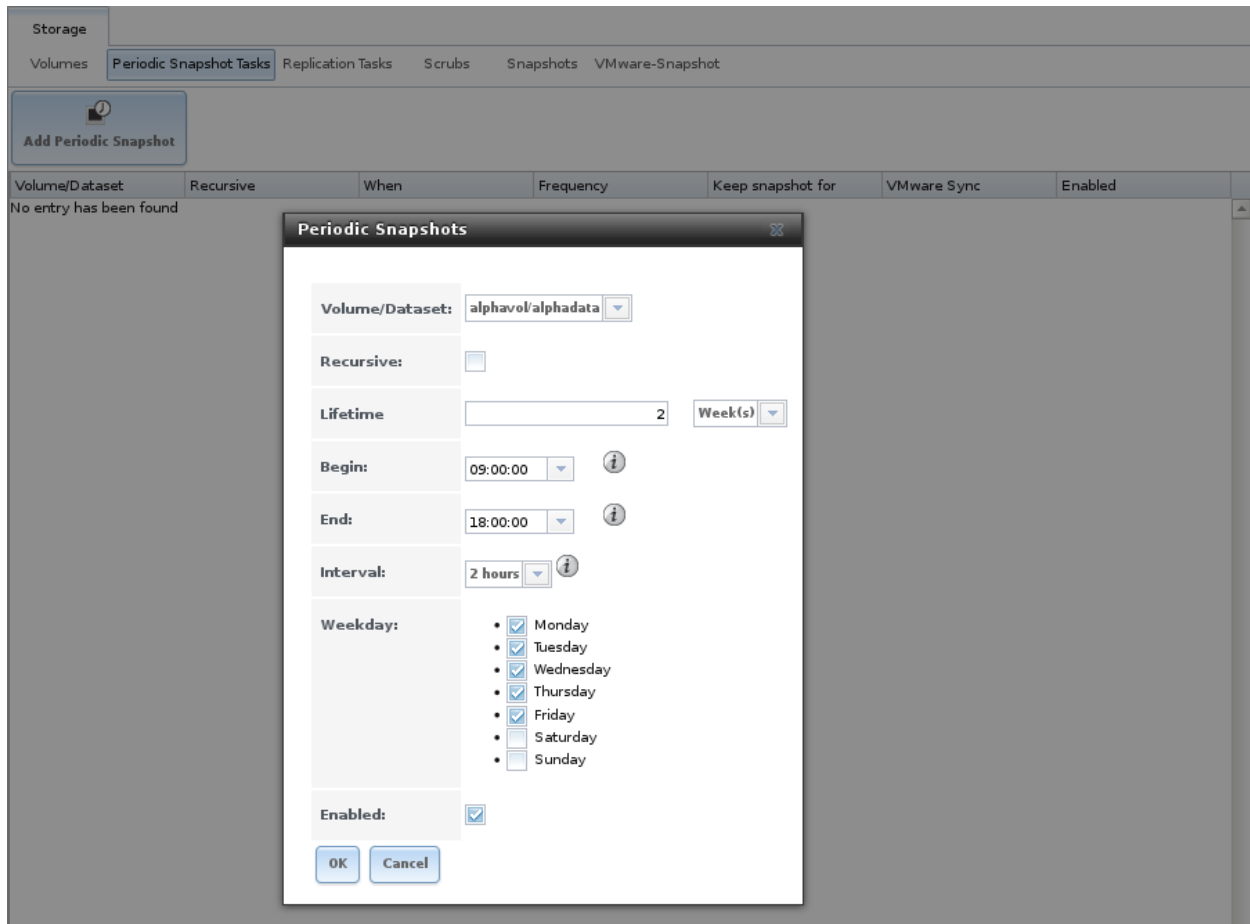 Storage
Volumes Periodic Snapshot Tasks Replication Tasks Scrubs Snapshots VMware-Snapshot
Add Periodic Snapshot
Volume/Dataset Recursive When Frequency Keep snapshot for VMware Sync Enabled
No entry has been found
Periodic Snapshots
Volume/Dataset: alphavol/alphadata
Recursive:
Lifetime 2 Week(s)
Begin: 09:00:00 i
End: 18:00:00 i
Interval: 2 hours i
Weekday: • Monday
• Tuesday
• Wednesday
• Thursday
• Friday
• Saturday
• Sunday
Enabled:
OK Cancel